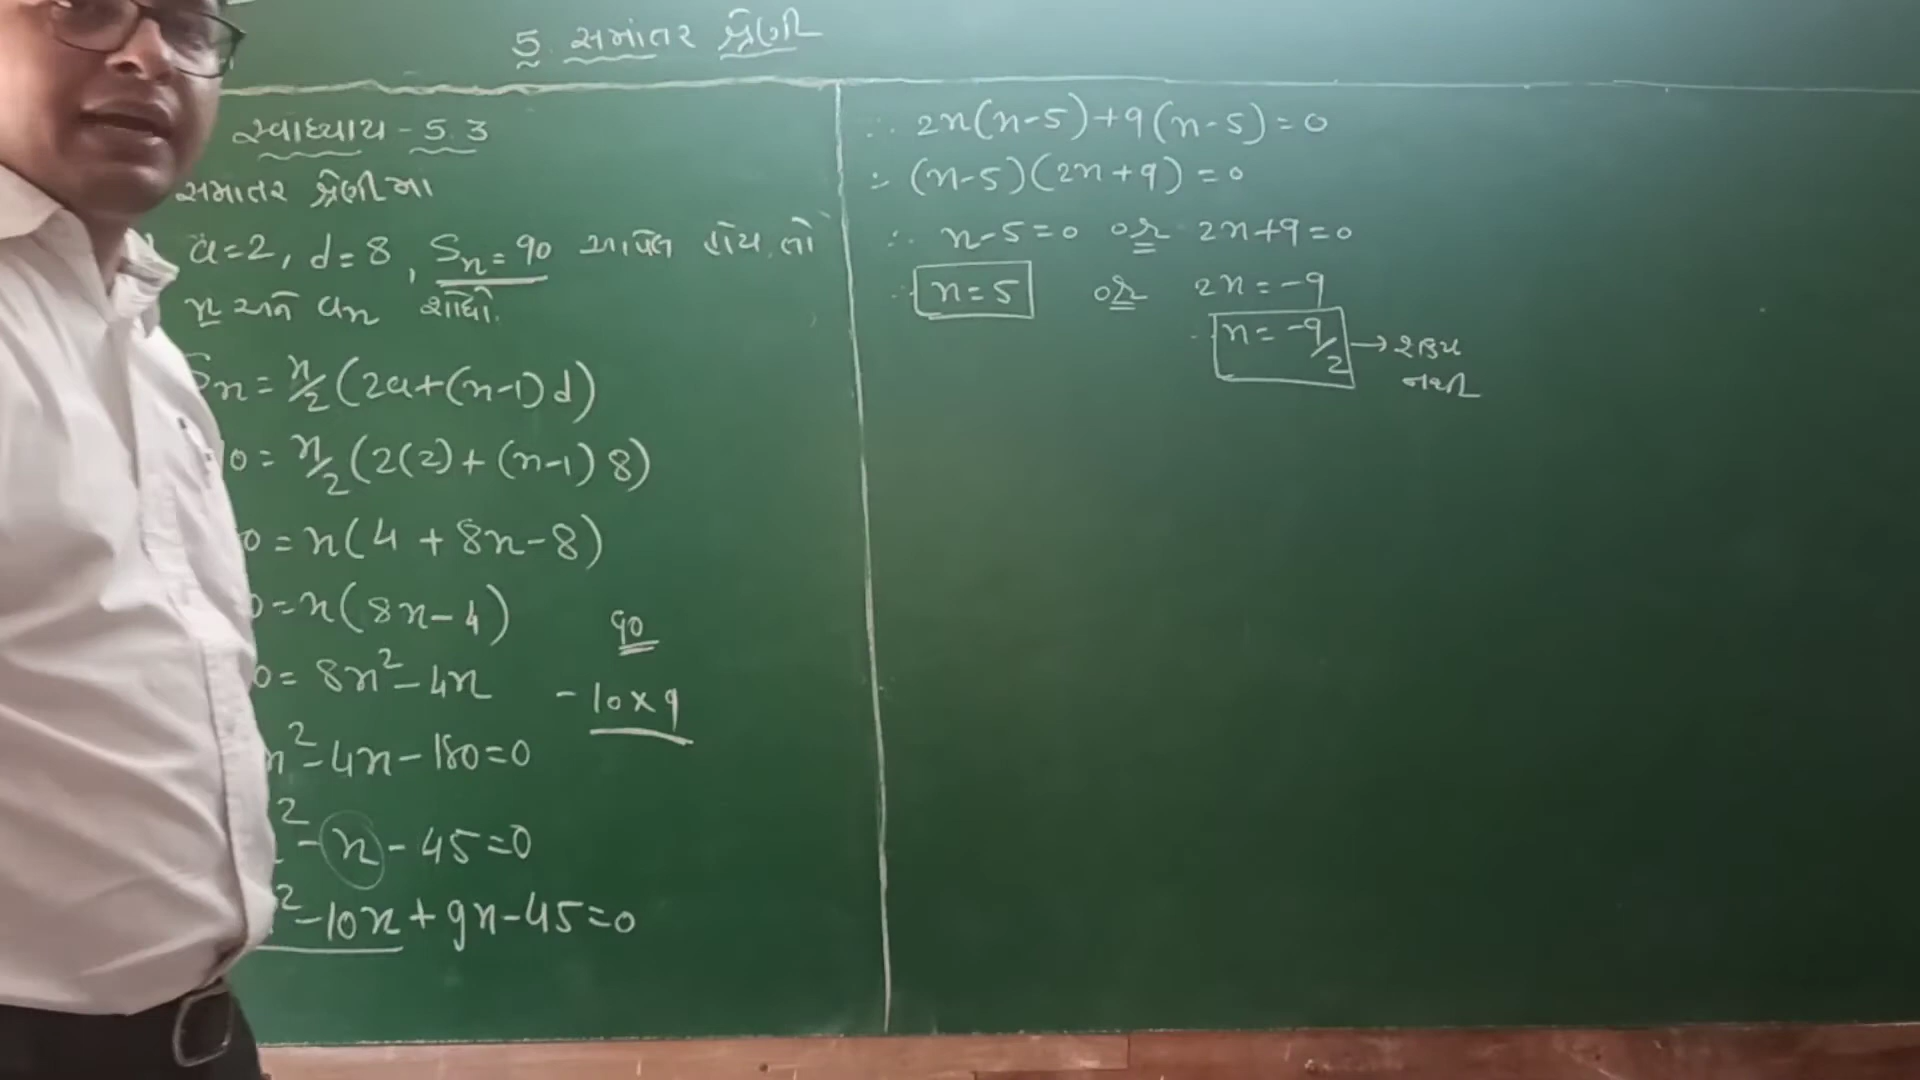 5. સમાંતર શ્રેણી
સ્વાધ્યાય - 5.3
સમાતર શ્રેણીમા
a=2, d=8, Sn=90 આપેલ હોય તો
n અને an શોધો.
Sn = n/2 (2a+(n-1)d)
0 = n/2 (2(2)+(n-1)8)
0 = n(4+8n-8)
0 = n(8n-4)
0 = 8n²-4n
n²-4n-180=0
²-n-45=0
²-10n+9n-45=0
90
-10×9
∴ 2n(n-5)+9(n-5)=0
∴ (n-5)(2n+9)=0
∴ n-5=0 or 2n+9=0
∴ n=5 or 2n=-9
∴ n=-9/2 → શક્ય
નથી